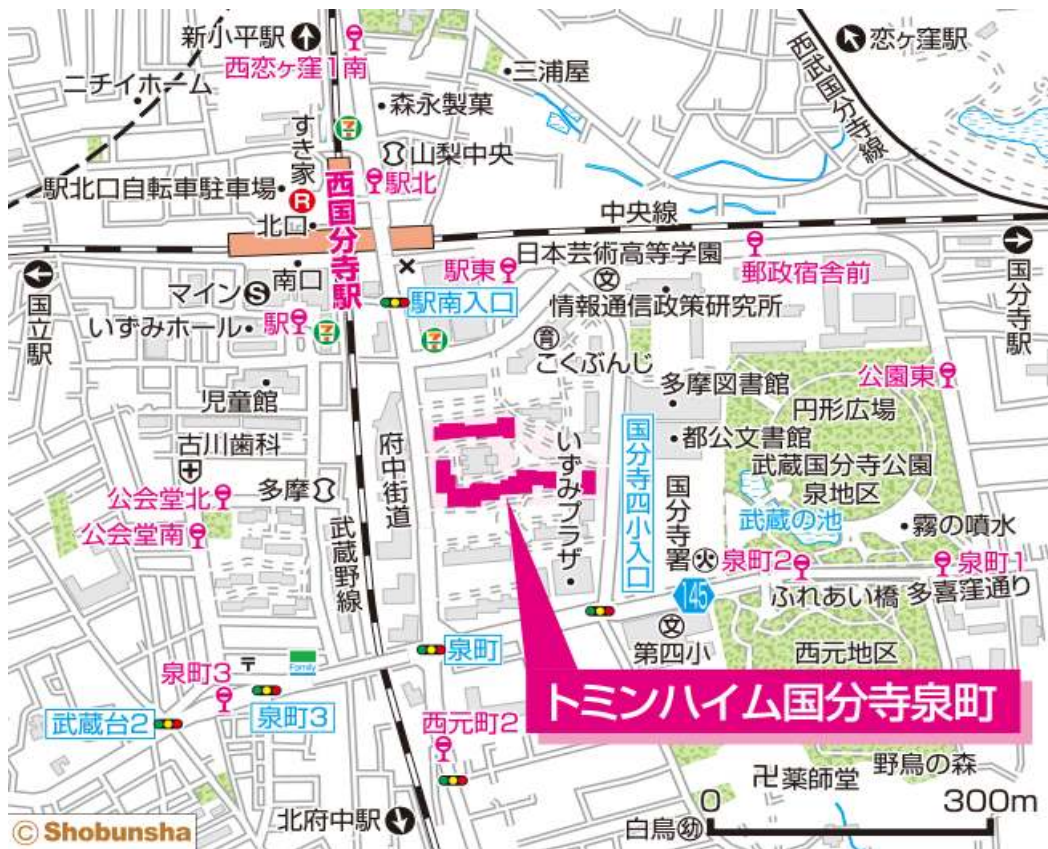 新小平駅
西恋ヶ窪1南
恋ヶ窪駅
ニチイホーム
三浦屋
森永製菓
西武国分寺線
すき家
山梨中央
駅北口自転車駐車場
駅北
R
北口
西国分寺駅
中央線
日本芸術高等学園
南口
駅東
郵政宿舎前
国立駅
国分寺駅
マイン
S
駅南入口
文
情報通信政策研究所
いずみホール
駅
7
7
7
育
こくぶんじ
児童館
多摩図書館
公園東
円形広場
古川歯科
府中街道
いずみプラザ
国分寺四小入口
都公文書館
武蔵国分寺公園
泉地区
公会堂北
多摩
国分寺署
武蔵の池
公会堂南
霧の噴水
武蔵野線
火
泉町2
泉町1
145
ふれあい橋
多喜窪通り
文
泉町
第四小
西元地区
〒
Family
泉町3
トミンハイム国分寺泉町
武蔵台2
泉町3
西元町2
卍薬師堂
野鳥の森
0
300m
北府中駅
白鳥
幼
© Shobunsha